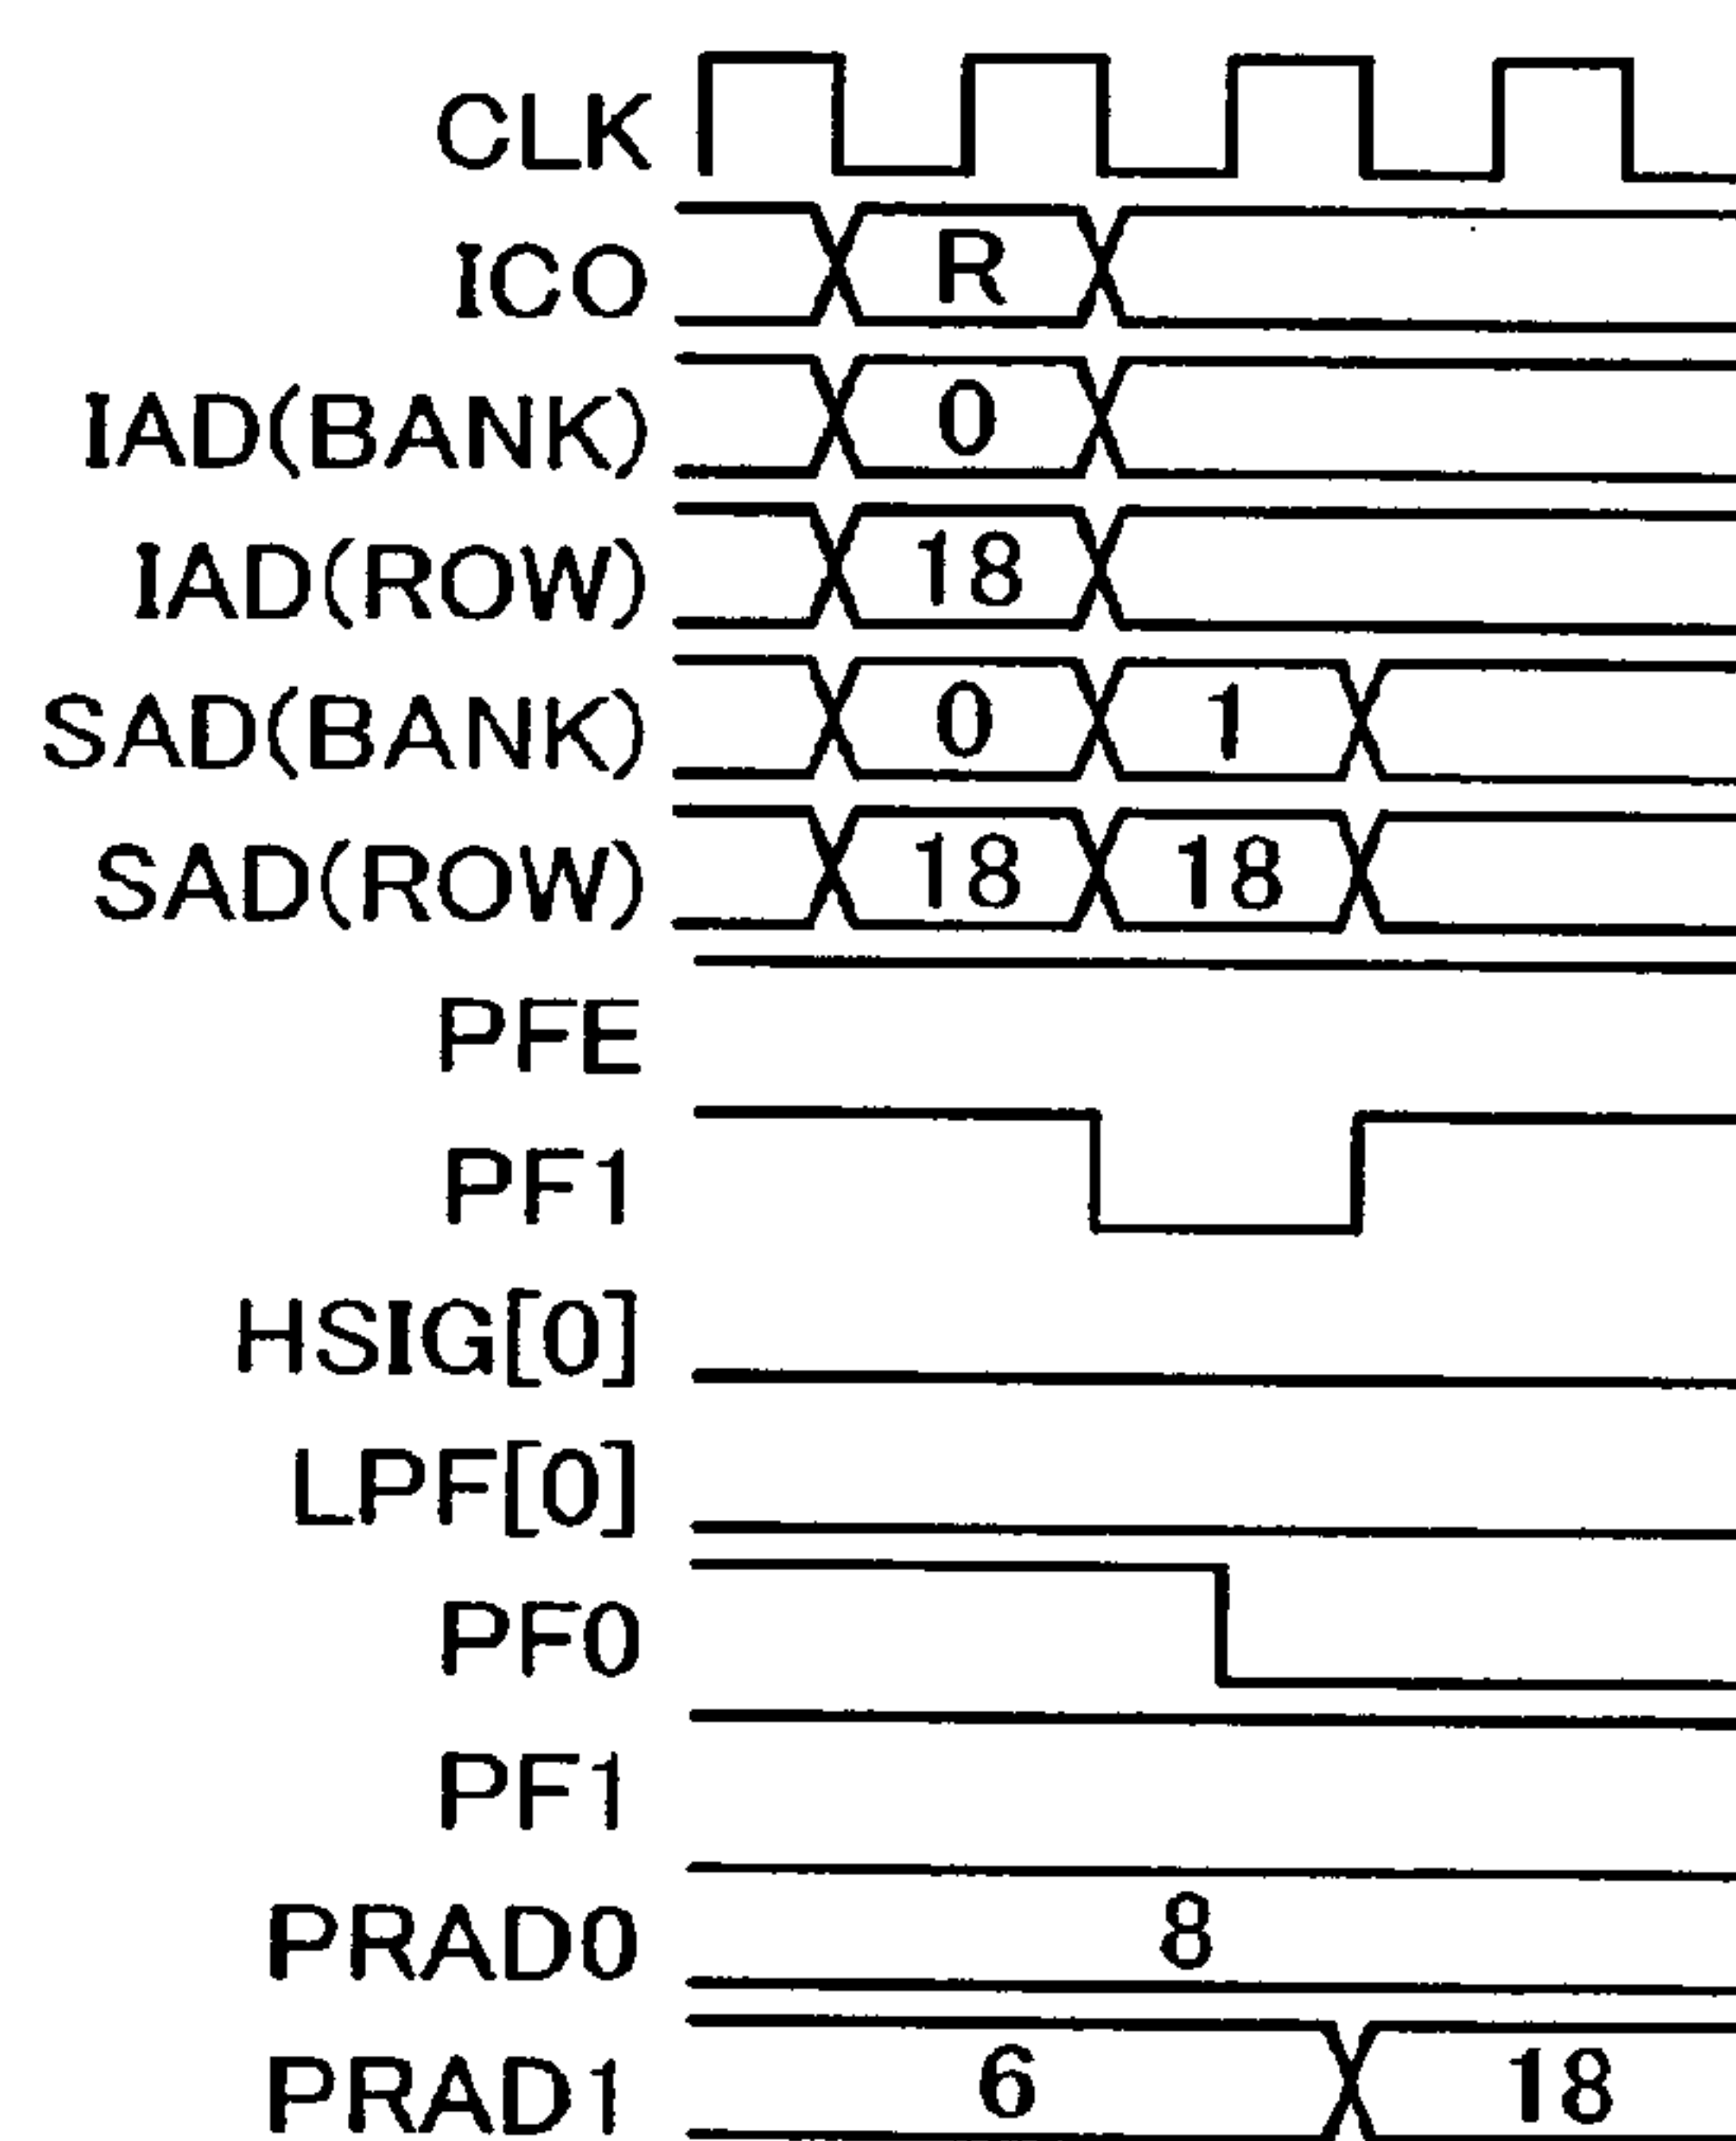 CLK
ICO R
IAD(BANK) 0
IAD(ROW) 18
SAD(BANK) 0 1
SAD(ROW) 18 18
PFE
PF1
HSIG[0]
LPF[0]
PF0
PF1
PRAD0 8
PRAD1 6 18